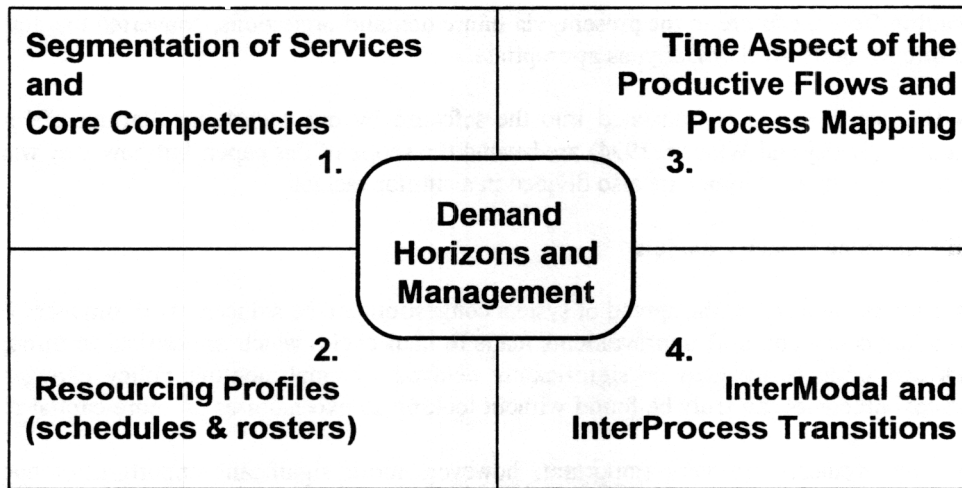 Segmentation of Services
and
Core Competencies
1.
Time Aspect of the
Productive Flows and
Process Mapping
3.
Demand
Horizons and
Management
2.
Resourcing Profiles
(schedules & rosters)
4.
InterModal and
InterProcess Transitions